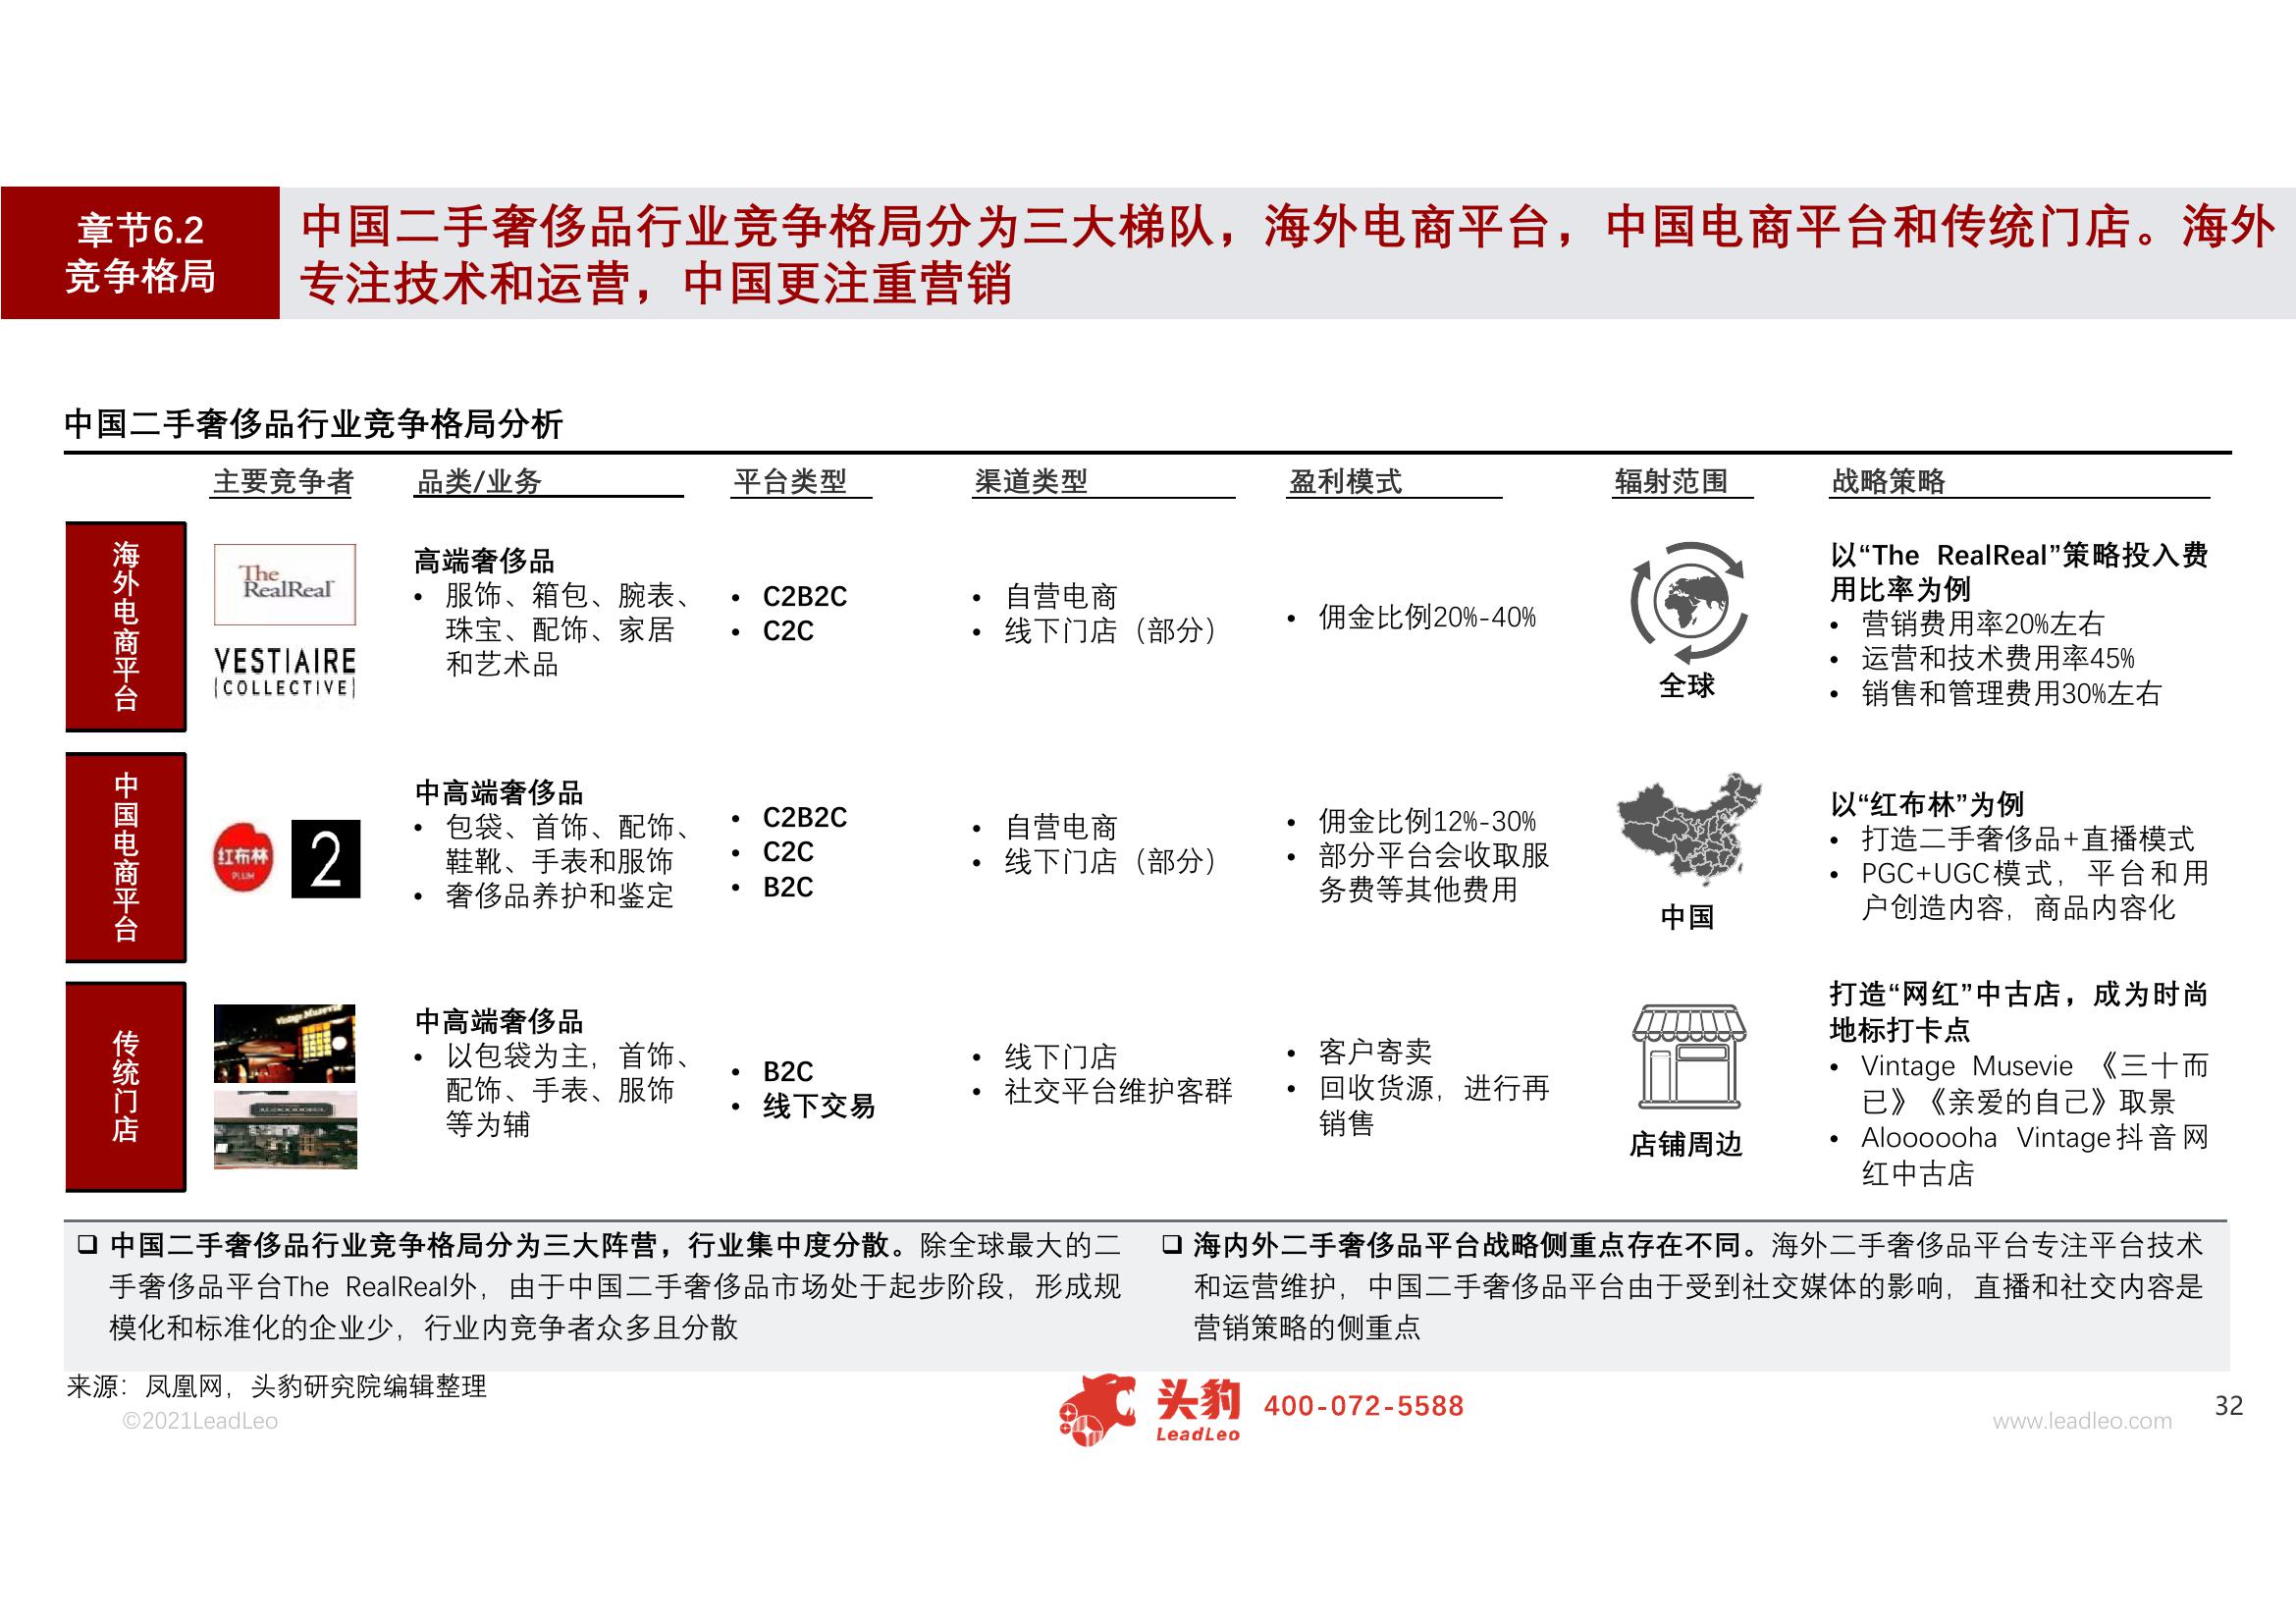 章节6.2
竞争格局
中国二手奢侈品行业竞争格局分为三大梯队，海外电商平台，中国电商平台和传统门店。海外
专注技术和运营，中国更注重营销
中国二手奢侈品行业竞争格局分析
主要竞争者
品类/业务
平台类型
渠道类型
盈利模式
辐射范围
战略策略
海外电商平台
The
RealReal
VESTIAIRE
COLLECTIVE
高端奢侈品
• 服饰、箱包、腕表、
珠宝、配饰、家居
和艺术品
• C2B2C
• C2C
• 自营电商
• 线下门店（部分）
• 佣金比例20%-40%
全球
以“The RealReal”策略投入费
用比率为例
• 营销费用率20%左右
• 运营和技术费用率45%
• 销售和管理费用30%左右
中国电商平台
红布林
PLUM
2
中高端奢侈品
• 包袋、首饰、配饰、
鞋靴、手表和服饰
• 奢侈品养护和鉴定
• C2B2C
• C2C
• B2C
• 自营电商
• 线下门店（部分）
• 佣金比例12%-30%
• 部分平台会收取服
务费等其他费用
中国
以“红布林”为例
• 打造二手奢侈品+直播模式
• PGC+UGC模式，平台和用
户创造内容，商品内容化
传统门店
Vintage Musevie
中高端奢侈品
• 以包袋为主，首饰、
配饰、手表、服饰
等为辅
• B2C
• 线下交易
• 线下门店
• 社交平台维护客群
• 客户寄卖
• 回收货源，进行再
销售
店铺周边
打造“网红”中古店，成为时尚
地标打卡点
• Vintage Musevie 《三十而
已》《亲爱的自己》取景
• Aloooooha Vintage抖音网
红中古店
❑ 中国二手奢侈品行业竞争格局分为三大阵营，行业集中度分散。除全球最大的二
手奢侈品平台The RealReal外，由于中国二手奢侈品市场处于起步阶段，形成规
模化和标准化的企业少，行业内竞争者众多且分散
❑ 海内外二手奢侈品平台战略侧重点存在不同。海外二手奢侈品平台专注平台技术
和运营维护，中国二手奢侈品平台由于受到社交媒体的影响，直播和社交内容是
营销策略的侧重点
来源：凤凰网，头豹研究院编辑整理
©2021LeadLeo
头豹
LeadLeo
400-072-5588
www.leadleo.com
32